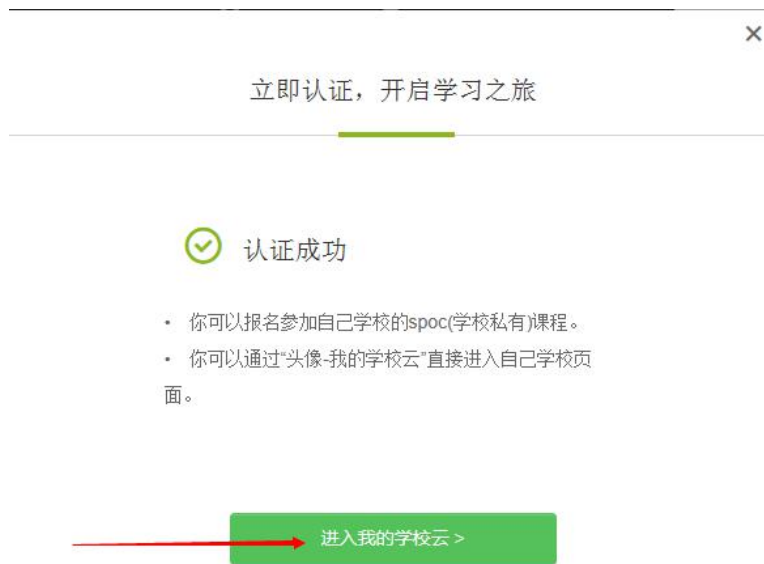 立即认证，开启学习之旅
认证成功
• 你可以报名参加自己学校的spoc(学校私有)课程。
• 你可以通过“头像-我的学校云”直接进入自己学校页
面。
进入我的学校云 >